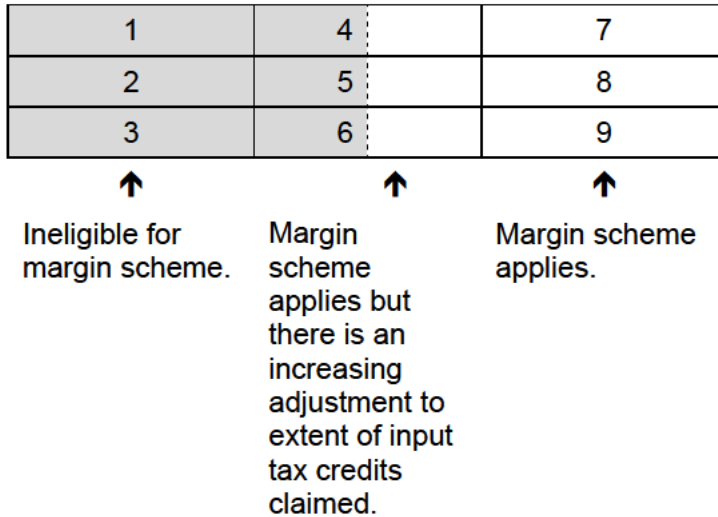 1 4 7
2 5 8
3 6 9
Ineligible for
margin scheme.
Margin
scheme
applies but
there is an
increasing
adjustment to
extent of input
tax credits
claimed.
Margin scheme
applies.